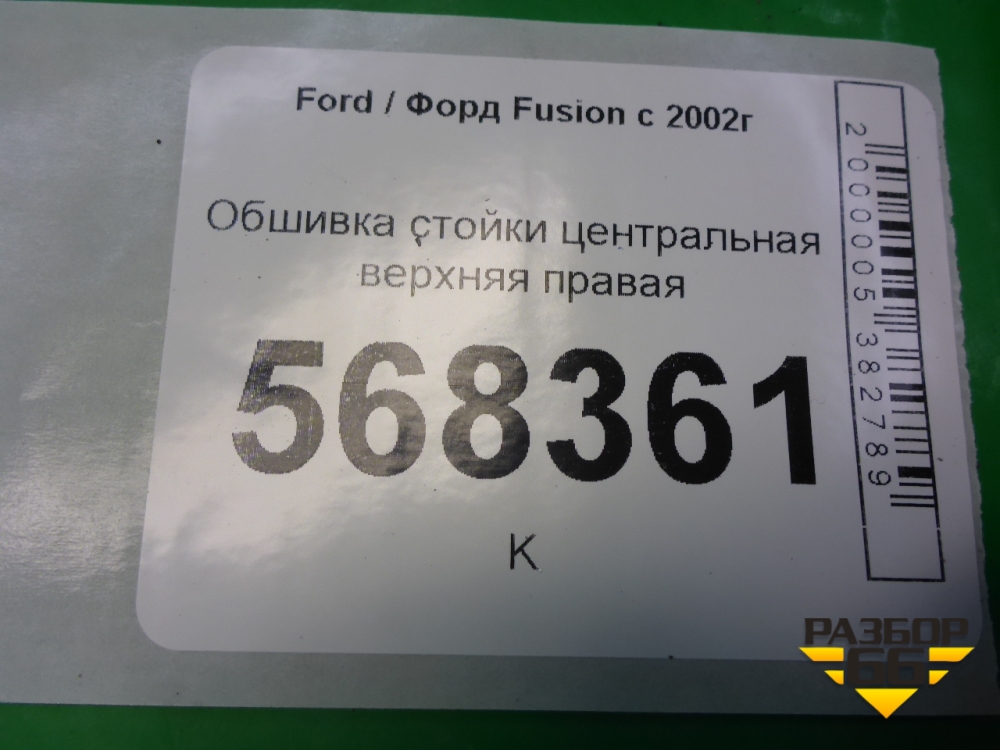 Ford / Форд Fusion с 2002г
Обшивка стойки центральная
верхняя правая
568361
К
2000005382789
РАЗБОР
66